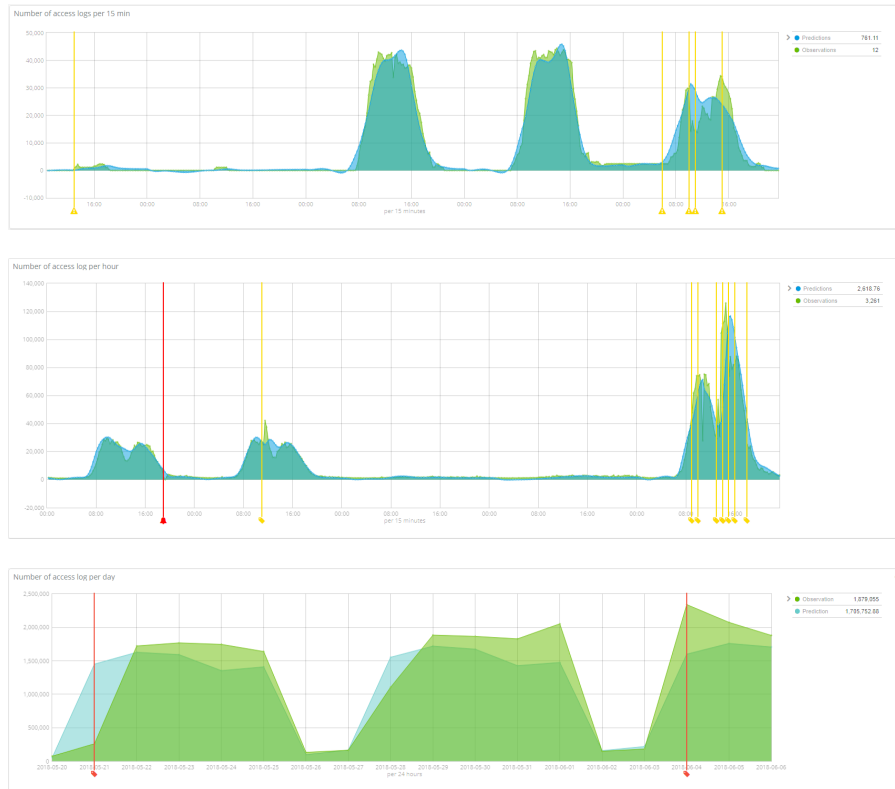 Number of access logs per 15 min
50,000
40,000
30,000
20,000
10,000
0
-10,000
16:00 00:00 08:00 16:00 00:00 08:00 16:00 00:00 08:00 16:00 00:00 08:00 16:00
per 15 minutes
Predictions 761.11
Observations 12
Number of access log per hour
140,000
120,000
100,000
80,000
60,000
40,000
20,000
0
-20,000
00:00 08:00 16:00 00:00 08:00 16:00 00:00 08:00 16:00 00:00 08:00 16:00 00:00 08:00 16:00
per 15 minutes
Predictions 2,618.76
Observations 3,261
Number of access log per day
2,500,000
2,000,000
1,500,000
1,000,000
500,000
0
2018-05-20 2018-05-21 2018-05-22 2018-05-23 2018-05-24 2018-05-25 2018-05-26 2018-05-27 2018-05-28 2018-05-29 2018-05-30 2018-05-31 2018-06-01 2018-06-02 2018-06-03 2018-06-04 2018-06-05 2018-06-06
per 24 hours
Observation 1,879,055
Prediction 1,705,752.88